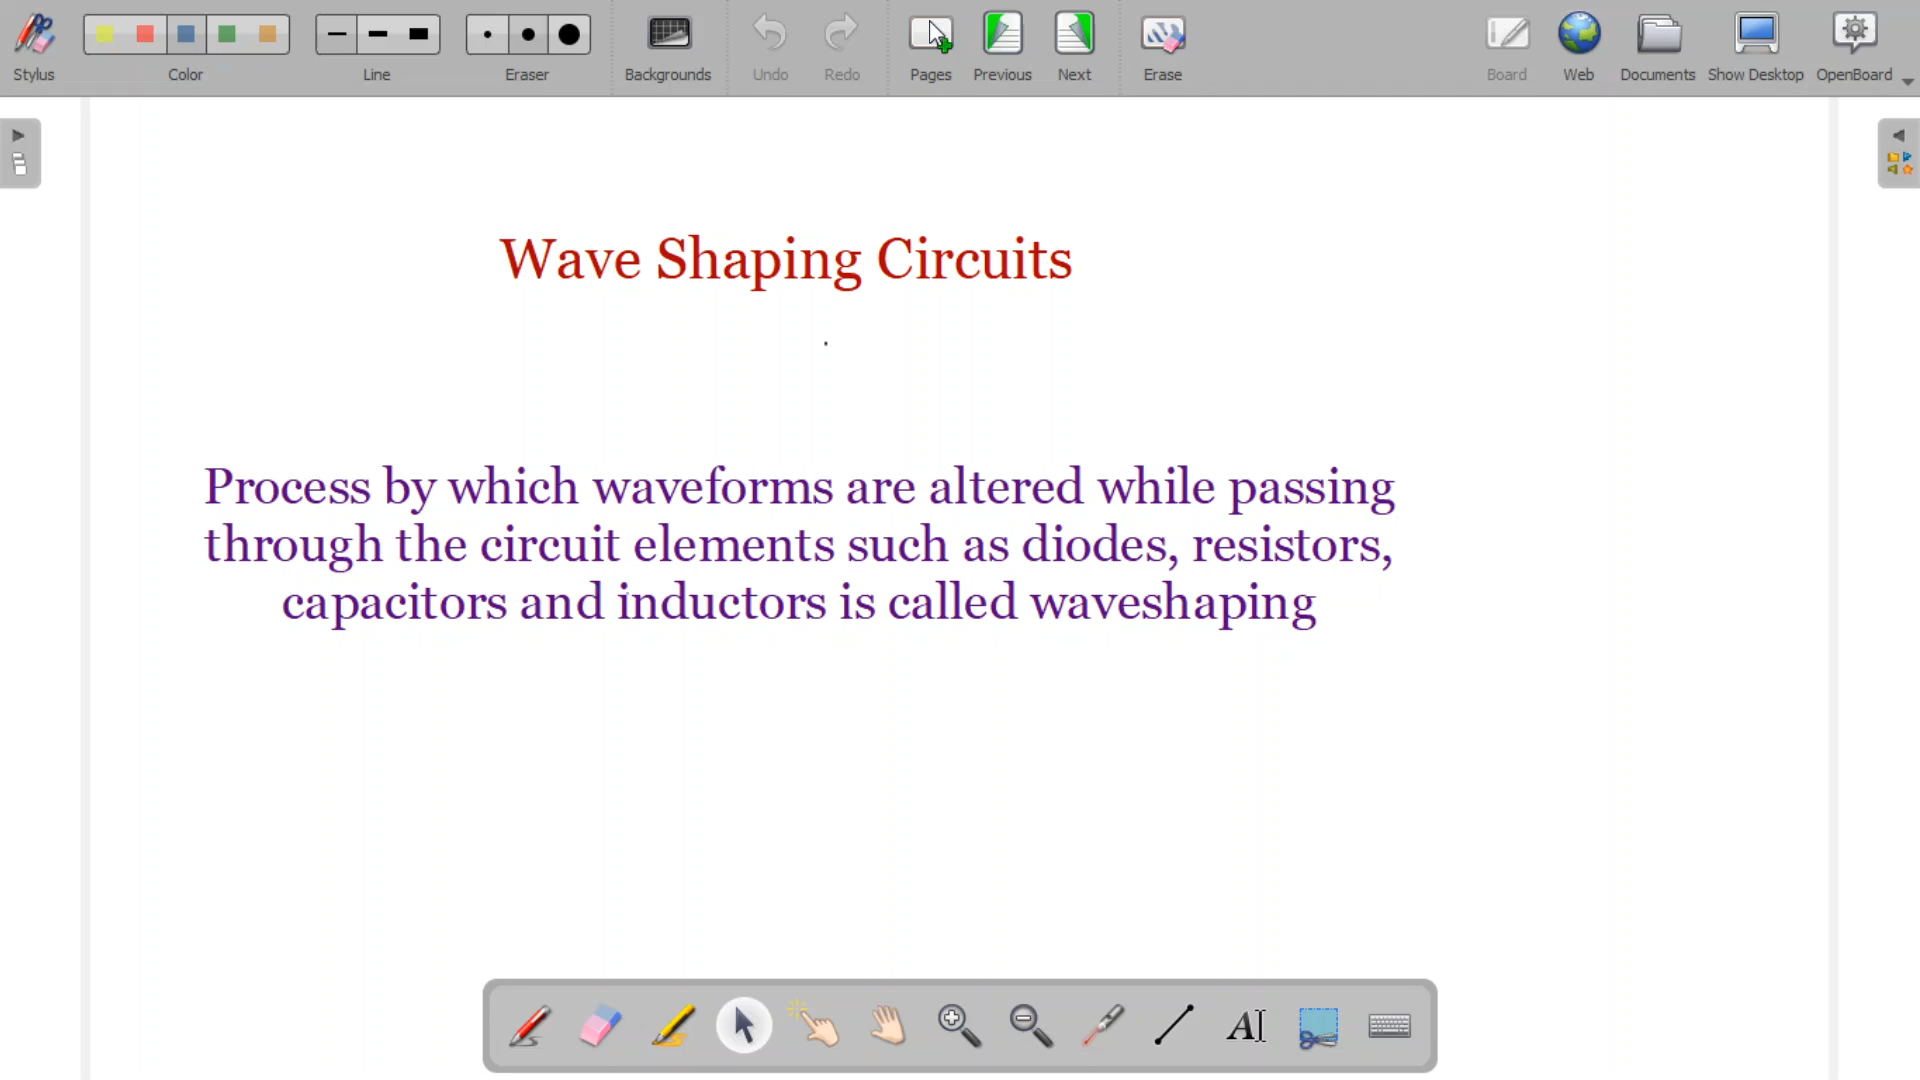 Stylus
Color
Line
Eraser
Backgrounds
Undo
Redo
Pages
Previous
Next
Erase
Board
Web
Documents
Show Desktop
OpenBoard
Wave Shaping Circuits
Process by which waveforms are altered while passing
through the circuit elements such as diodes, resistors,
capacitors and inductors is called waveshaping